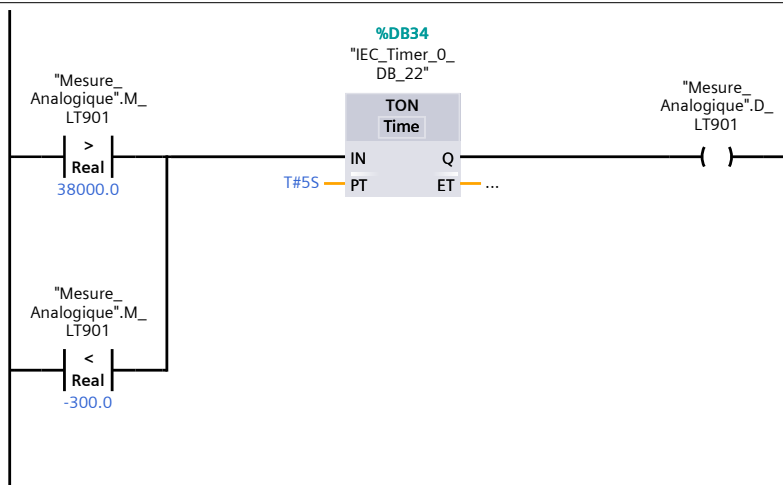 %DB34
"IEC_Timer_0_
DB_22"
"Mesure_
Analogique".M_
LT901
>
Real
38000.0
TON
Time
IN
Q
T#5S
PT
ET
...
"Mesure_
Analogique".D_
LT901
"Mesure_
Analogique".M_
LT901
<
Real
-300.0